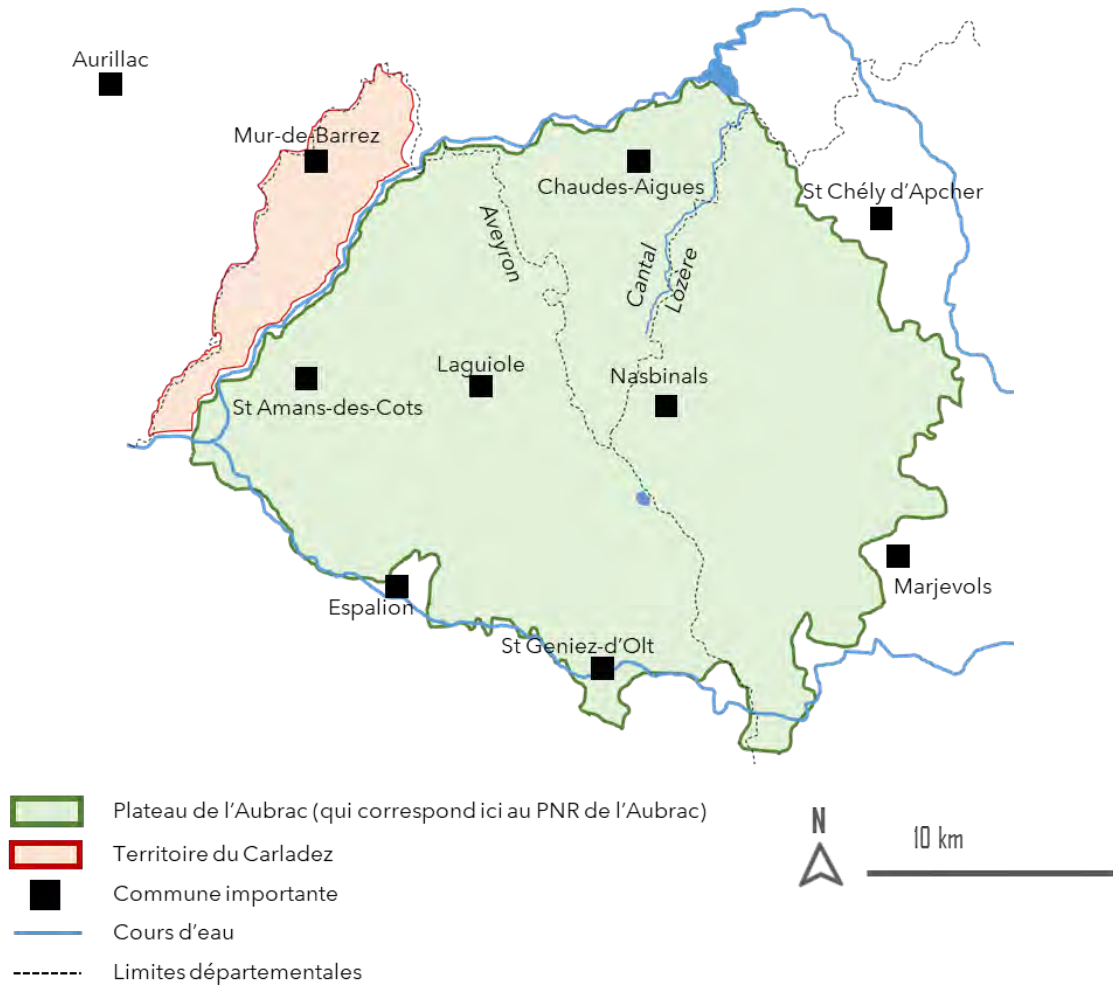 Aurillac
Mur-de-Barrez
Chaudes-Aigues
St Chély d'Apcher
Aveyron
Cantal
Lozère
Laguiole
Nasbinals
St Amans-des-Cots
Espalion
Marjevols
St Geniez-d'Olt
Plateau de l'Aubrac (qui correspond ici au PNR de l'Aubrac)
Territoire du Carladez
Commune importante
Cours d'eau
Limites départementales
N
10 km